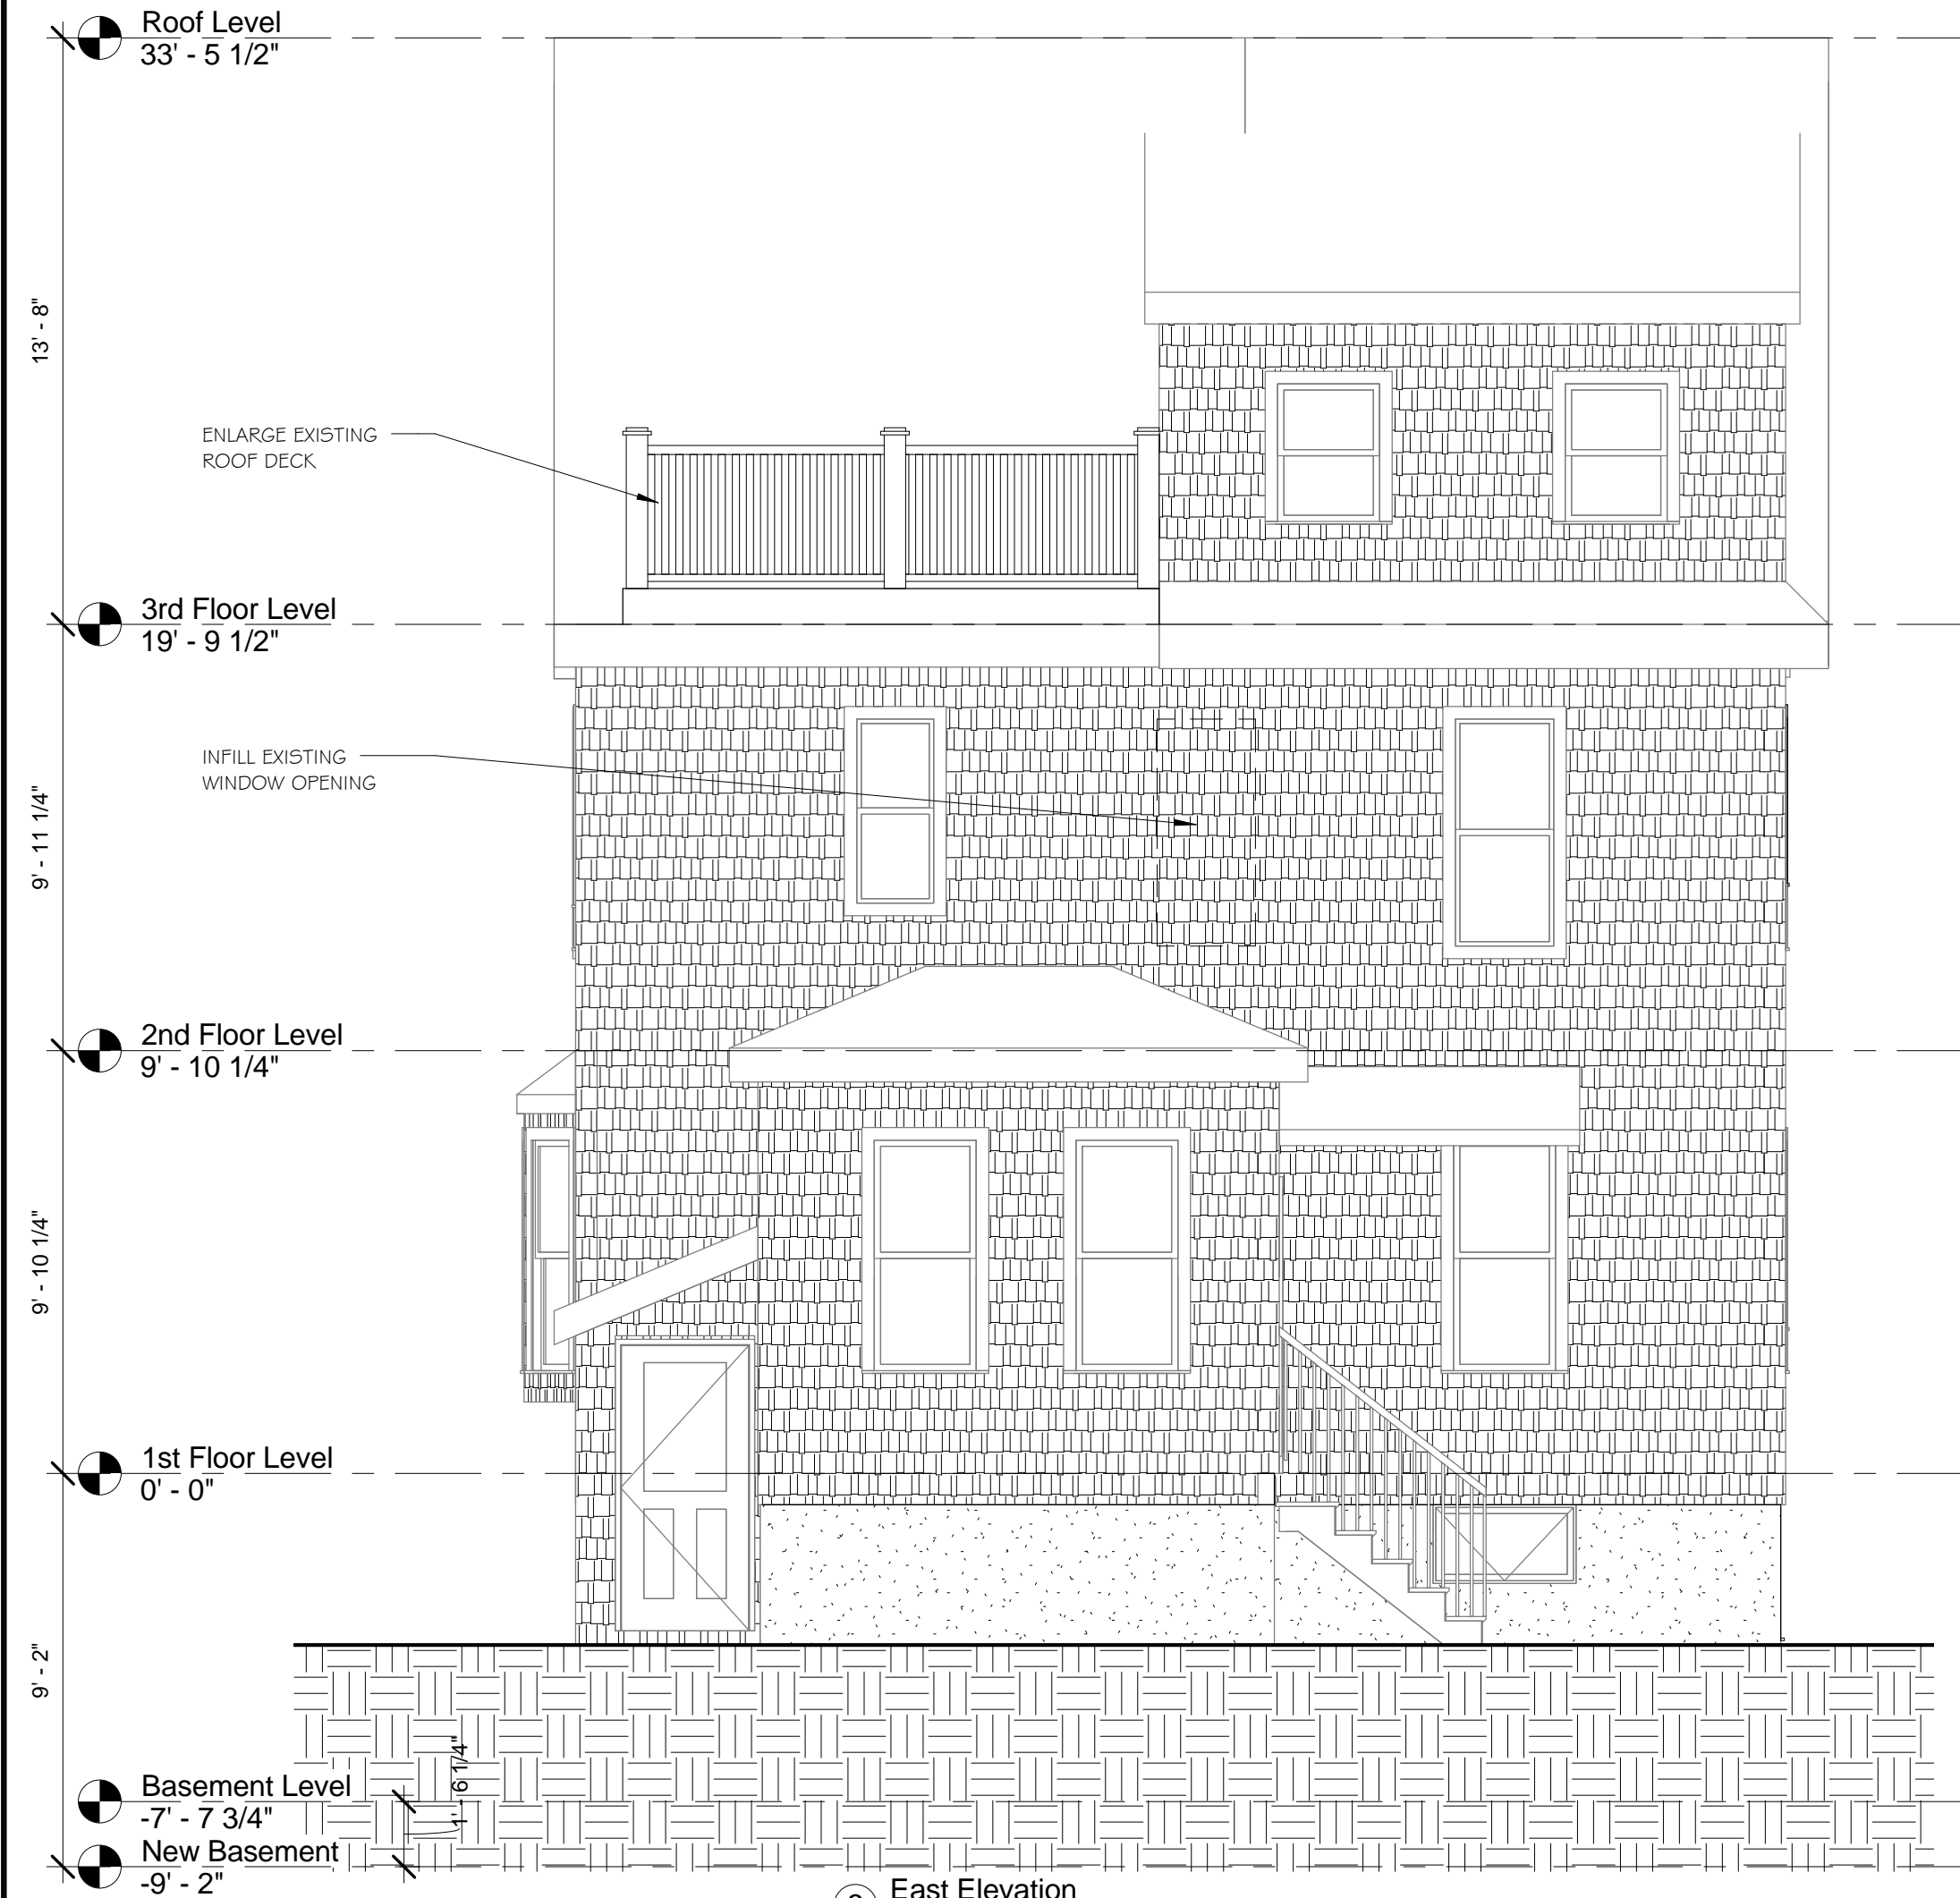 Roof Level
33' - 5 1/2"
13' - 8"
ENLARGE EXISTING
ROOF DECK
3rd Floor Level
19' - 9 1/2"
INFILL EXISTING
WINDOW OPENING
9' - 11 1/4"
2nd Floor Level
9' - 10 1/4"
9' - 10 1/4"
1st Floor Level
0' - 0"
9' - 2"
1' - 6 1/4"
Basement Level
-7' - 7 3/4"
New Basement
-9' - 2"
East Elevation